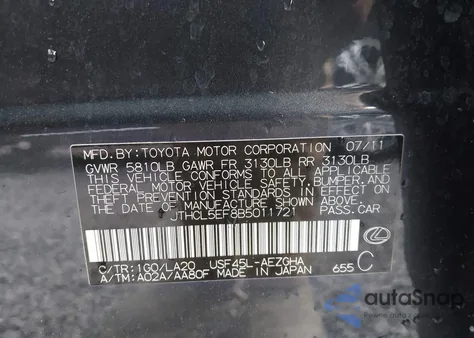 MFD.BY:TOYOTA MOTOR CORPORATION 07/11
GVWR 5810LB GAWR FR 3130LB RR 3130LB
THIS VEHICLE CONFORMS TO ALL APPLICABLE
FEDERAL MOTOR VEHICLE SAFETY, BUMPER, AND
THEFT PREVENTION STANDARDS IN EFFECT ON THE
DATE OF MANUFACTURE SHOWN ABOVE.
JTHCL5EF8B5011721 PASS.CAR
C/TR:1G0/LA20 USF45L-AEZGHA
A/TM:A02A/AA80F MADE IN JAPAN 655 C
autoSnap